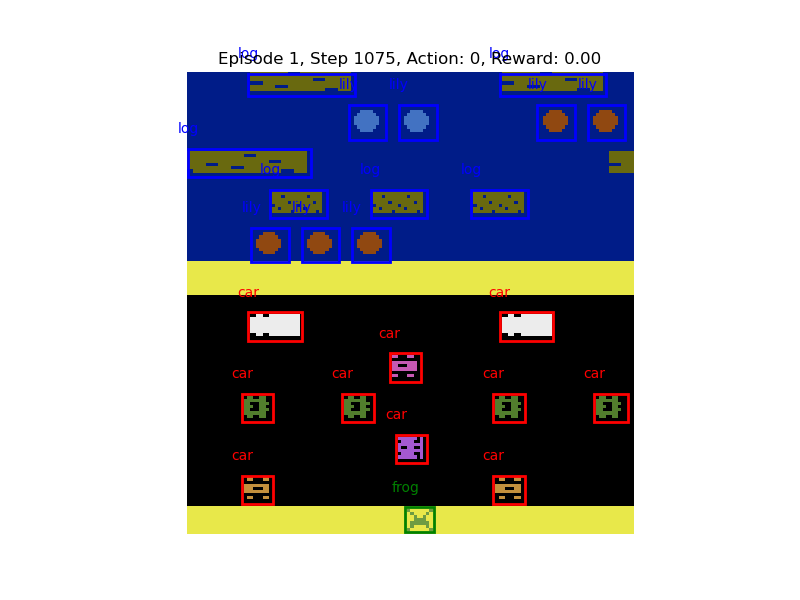 log log
Episode 1, Step 1075, Action: 0, Reward: 0.00
lily lily lily lily
log
log log log
lily lily lily
car car
car
car car car car
car
car car
frog